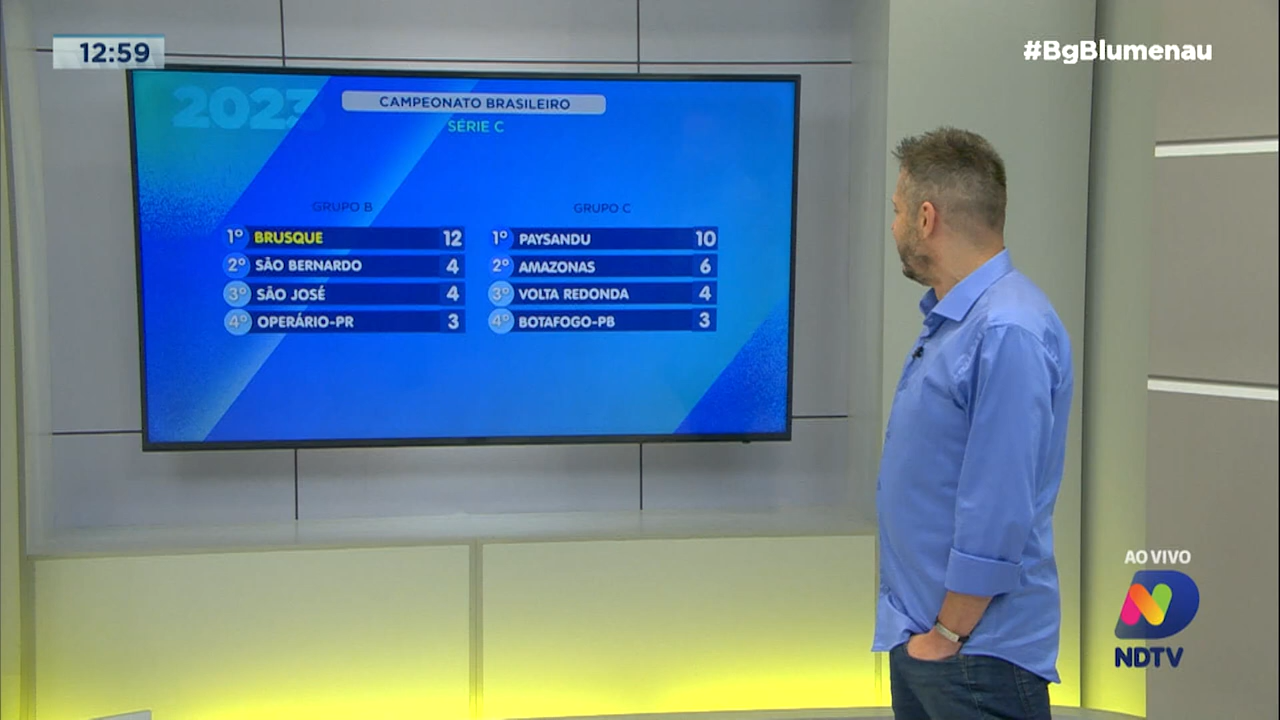 12:59
#BgBlumenau
2023
CAMPEONATO BRASILEIRO
SÉRIE C
GRUPO B
1º BRUSQUE 12
2º SÃO BERNARDO 4
3º SÃO JOSÉ 4
4º OPERÁRIO-PR 3
GRUPO C
1º PAYSANDU 10
2º AMAZONAS 6
3º VOLTA REDONDA 4
4º BOTAFOGO-PB 3
AO VIVO
NDTV